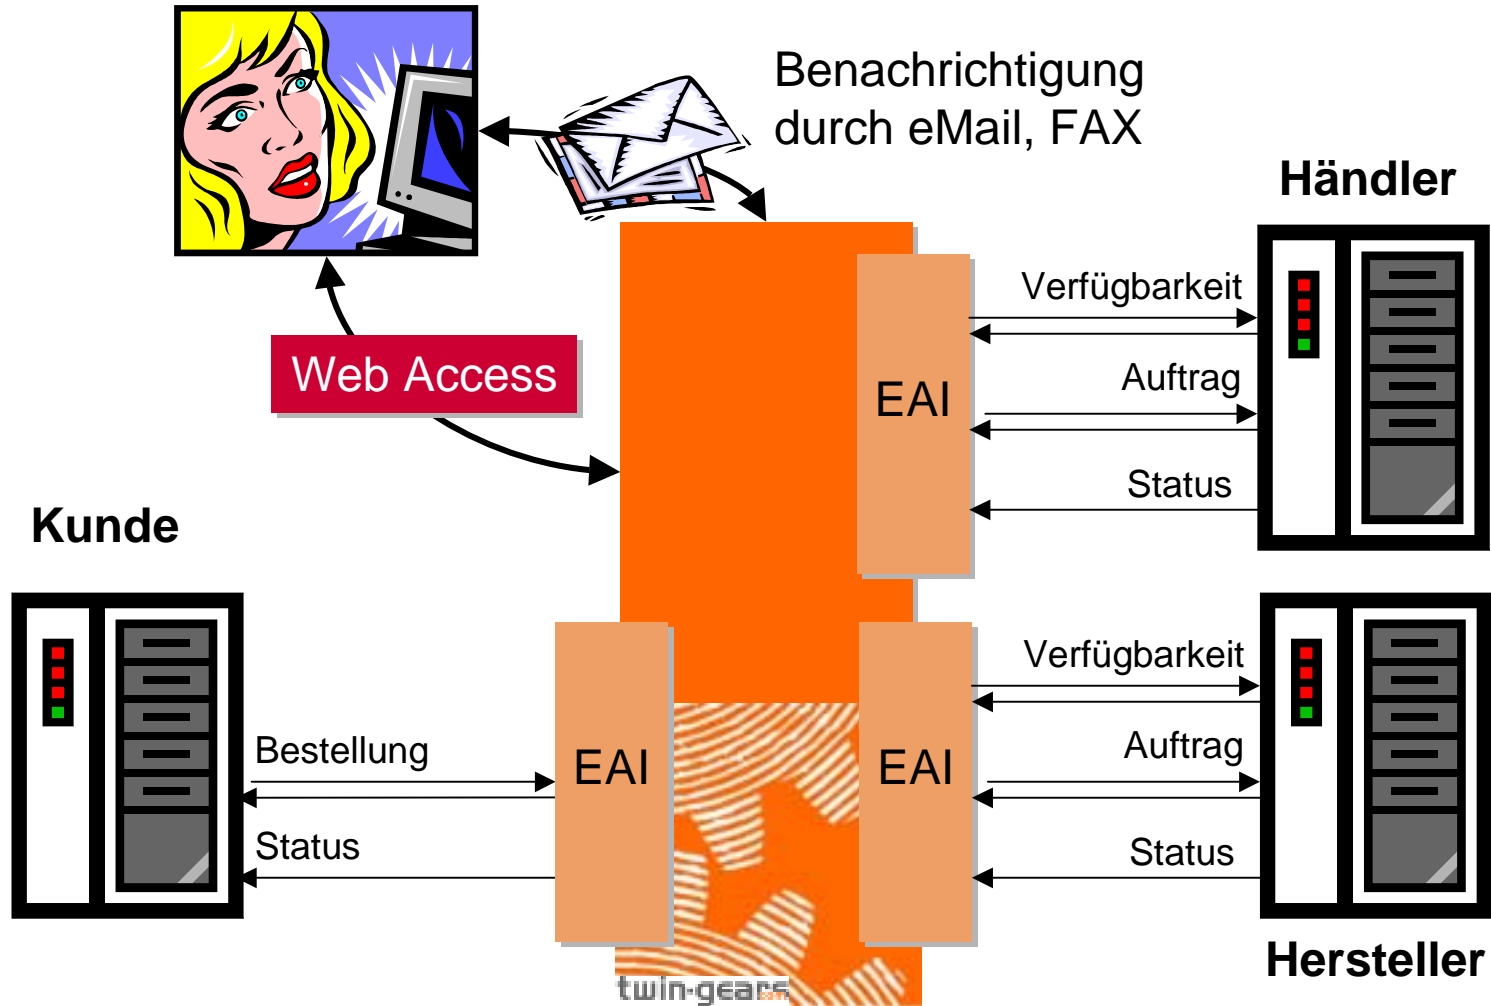 Benachrichtigung
durch eMail, FAX
Händler
Verfügbarkeit
Web Access
EAI
Auftrag
Status
Kunde
Verfügbarkeit
Bestellung
EAI
EAI
Auftrag
Status
Status
Hersteller
twin-gears